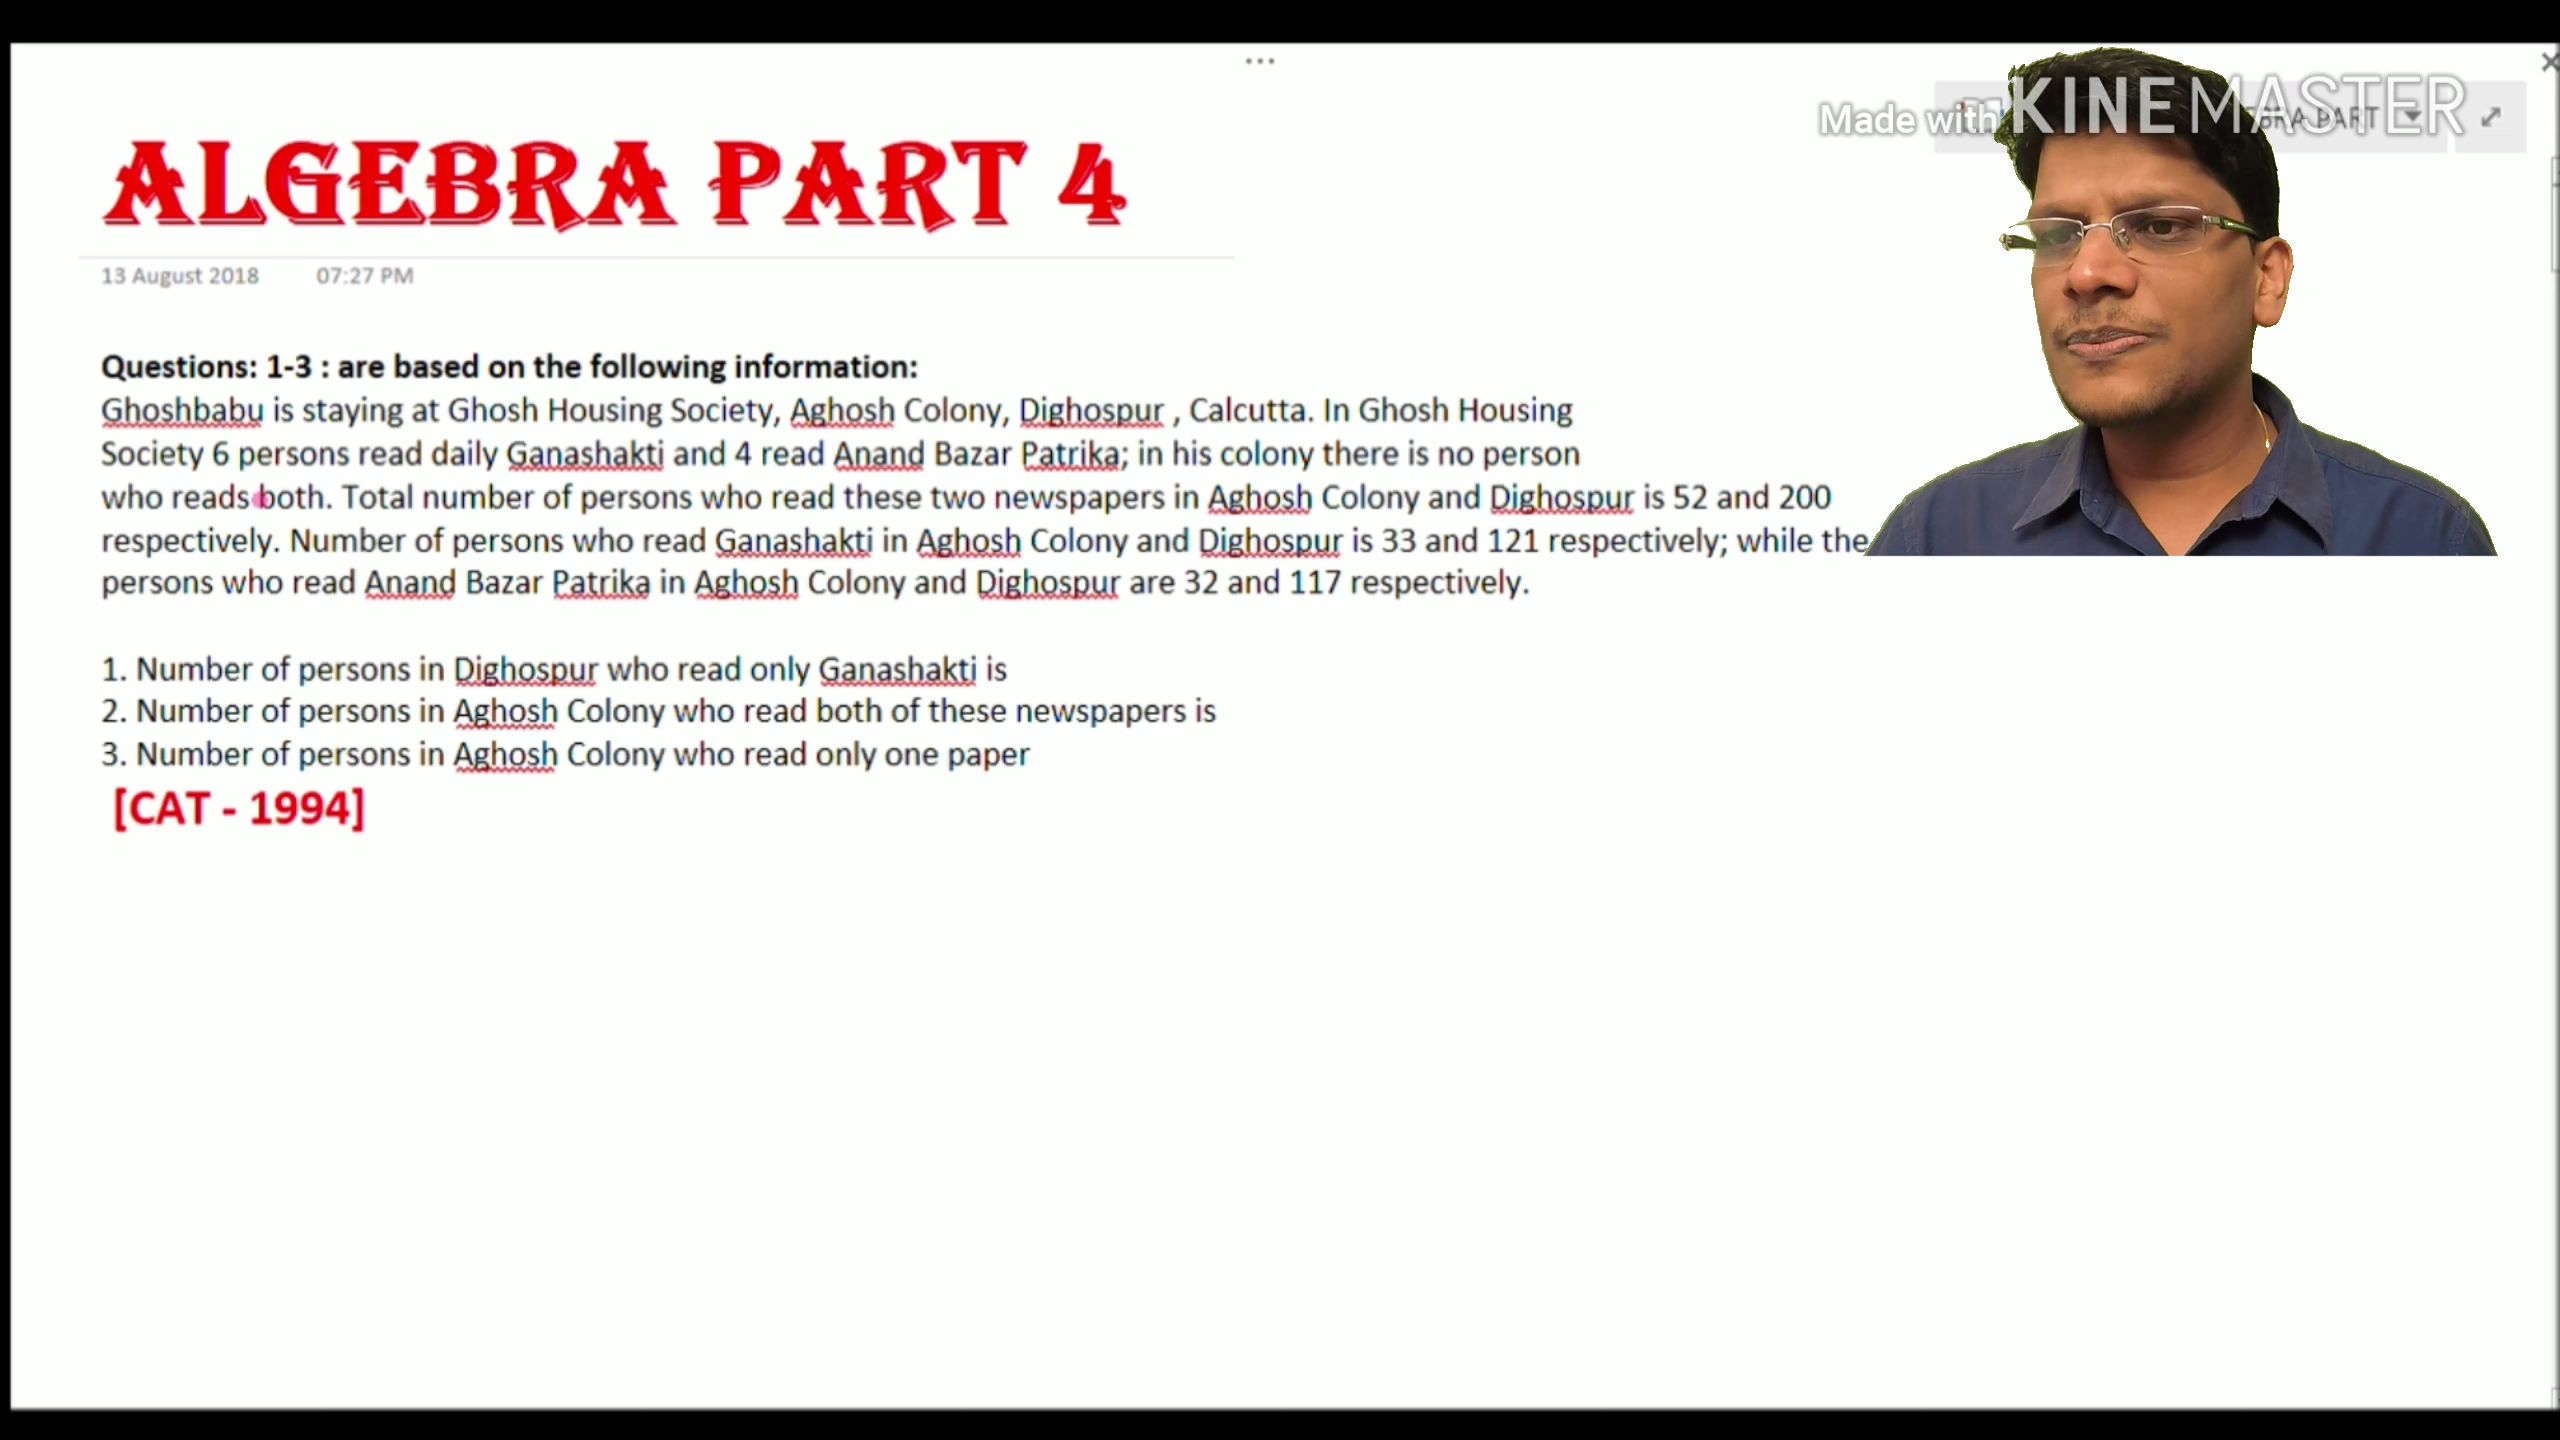 Made with KINEMASTER
BRA PART
ALGEBRA PART 4
13 August 2018 07:27 PM
Questions: 1-3 : are based on the following information:
Ghoshbabu is staying at Ghosh Housing Society, Aghosh Colony, Dighospur , Calcutta. In Ghosh Housing
Society 6 persons read daily Ganashakti and 4 read Anand Bazar Patrika; in his colony there is no person
who reads both. Total number of persons who read these two newspapers in Aghosh Colony and Dighospur is 52 and 200
respectively. Number of persons who read Ganashakti in Aghosh Colony and Dighospur is 33 and 121 respectively; while the
persons who read Anand Bazar Patrika in Aghosh Colony and Dighospur are 32 and 117 respectively.
1. Number of persons in Dighospur who read only Ganashakti is
2. Number of persons in Aghosh Colony who read both of these newspapers is
3. Number of persons in Aghosh Colony who read only one paper
[CAT - 1994]